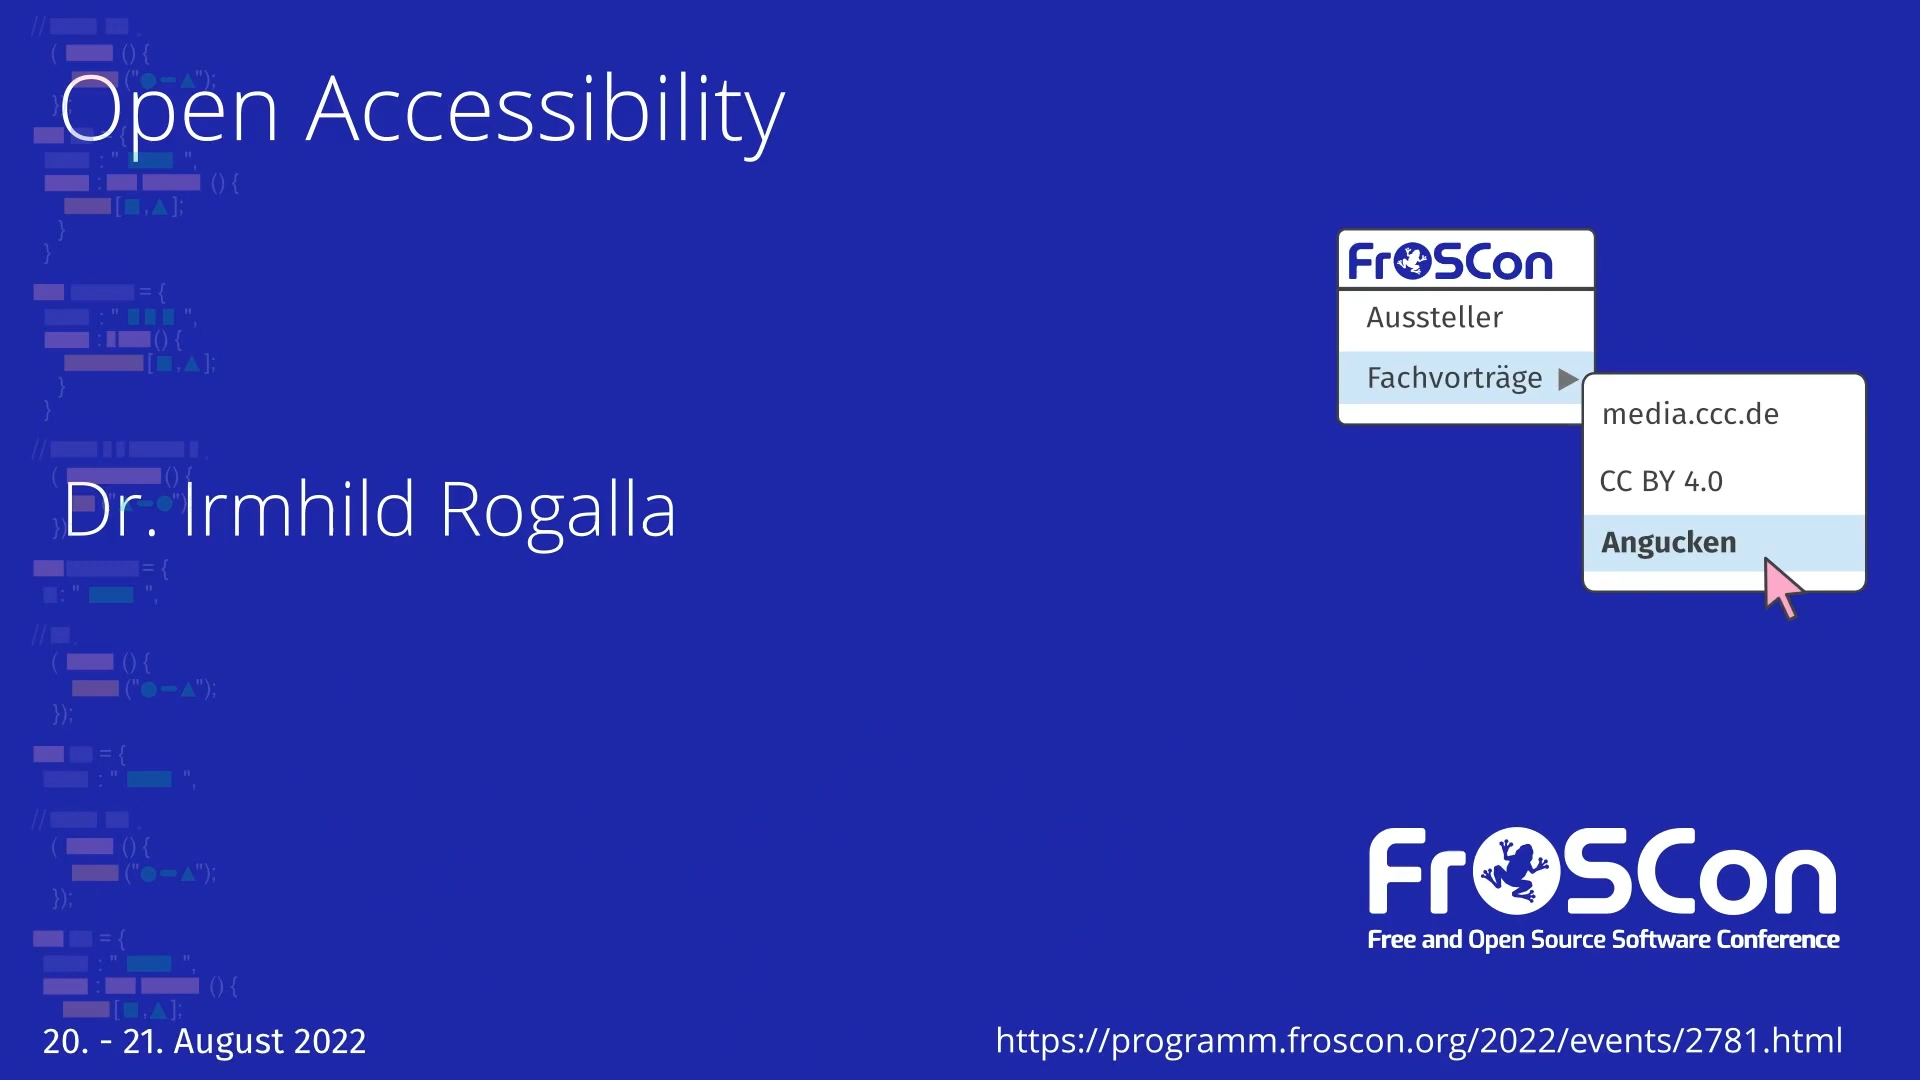 Open Accessibility
FrOSCon
Aussteller
Fachvorträge
media.ccc.de
CC BY 4.0
Angucken
Dr. Irmhild Rogalla
FrOSCon
Free and Open Source Software Conference
20. - 21. August 2022
https://programm.froscon.org/2022/events/2781.html